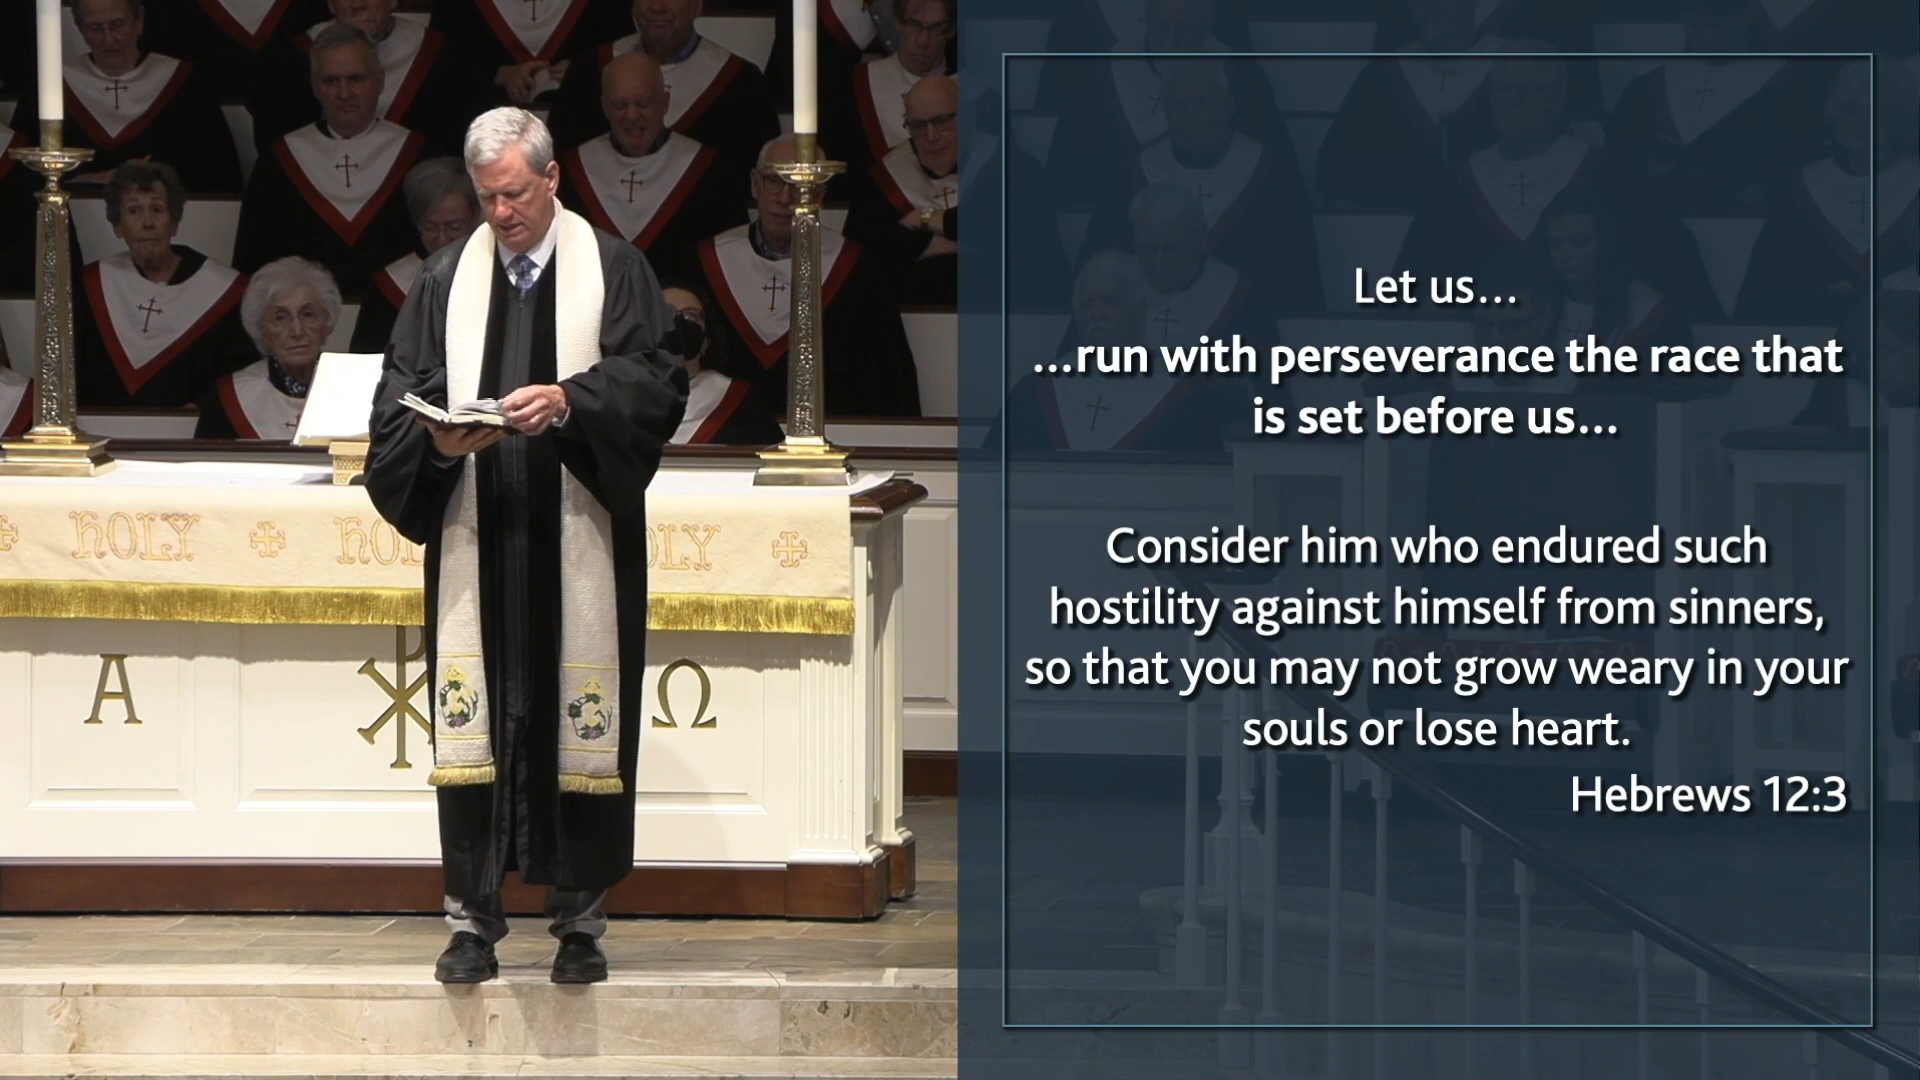 Let us...
...run with perseverance the race that
is set before us...
Consider him who endured such
hostility against himself from sinners,
so that you may not grow weary in your
souls or lose heart.
Hebrews 12:3
HOLY HOL OLY
Α Ω